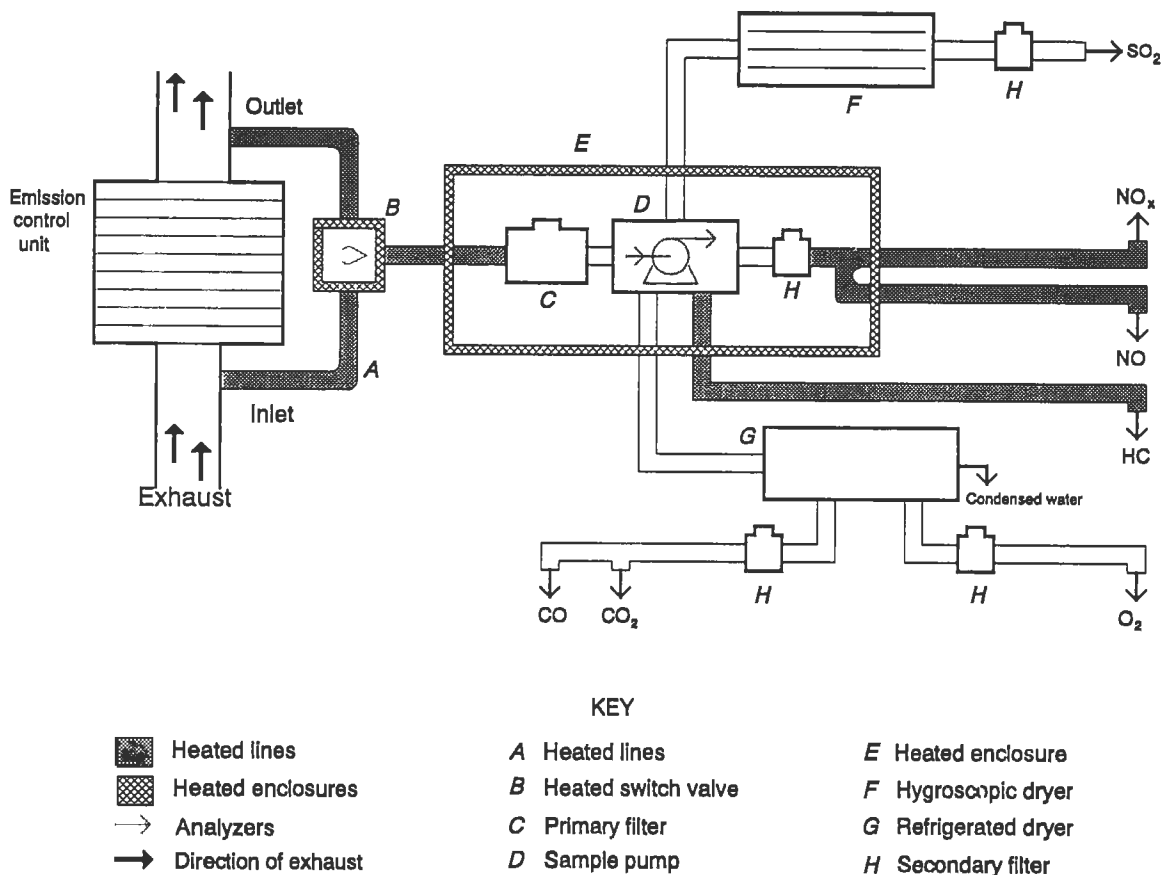 SO₂
H
F
Outlet
E
NOₓ
Emission
control
unit
B
D
C
H
NO
A
Inlet
G
HC
Exhaust
Condensed water
H
H
CO
CO₂
O₂
KEY
Heated lines
Heated enclosures
Analyzers
Direction of exhaust
A Heated lines
B Heated switch valve
C Primary filter
D Sample pump
E Heated enclosure
F Hygroscopic dryer
G Refrigerated dryer
H Secondary filter